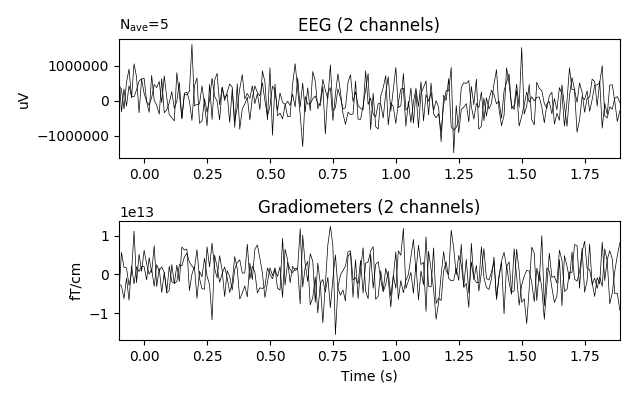 N_ave=5
EEG (2 channels)
1000000
0
−1000000
uV
0.00 0.25 0.50 0.75 1.00 1.25 1.50 1.75
1e13
Gradiometers (2 channels)
1
0
−1
fT/cm
0.00 0.25 0.50 0.75 1.00 1.25 1.50 1.75
Time (s)